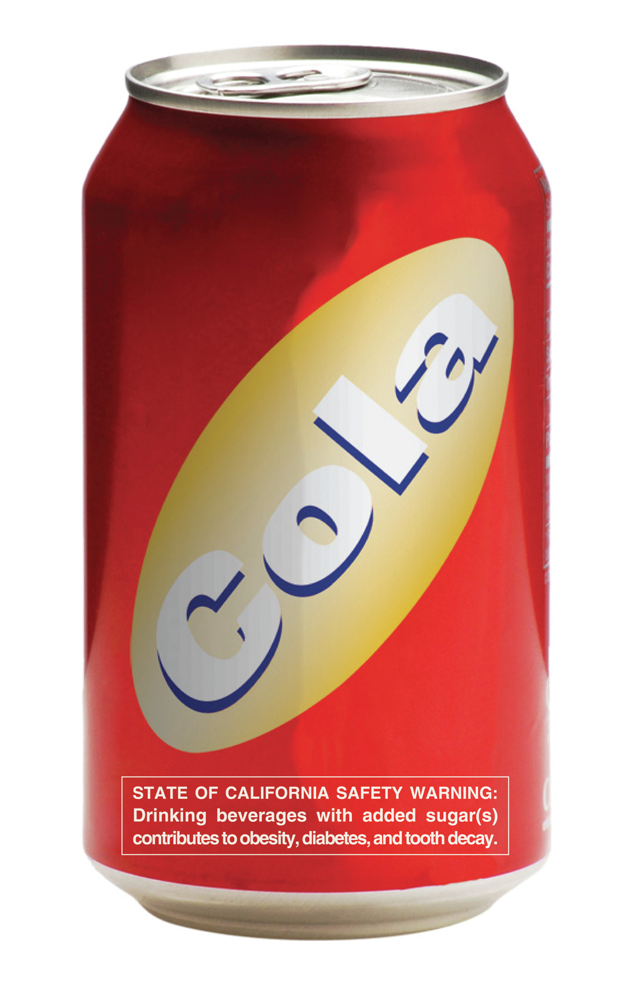 Cola
STATE OF CALIFORNIA SAFETY WARNING:
Drinking beverages with added sugar(s)
contributes to obesity, diabetes, and tooth decay.